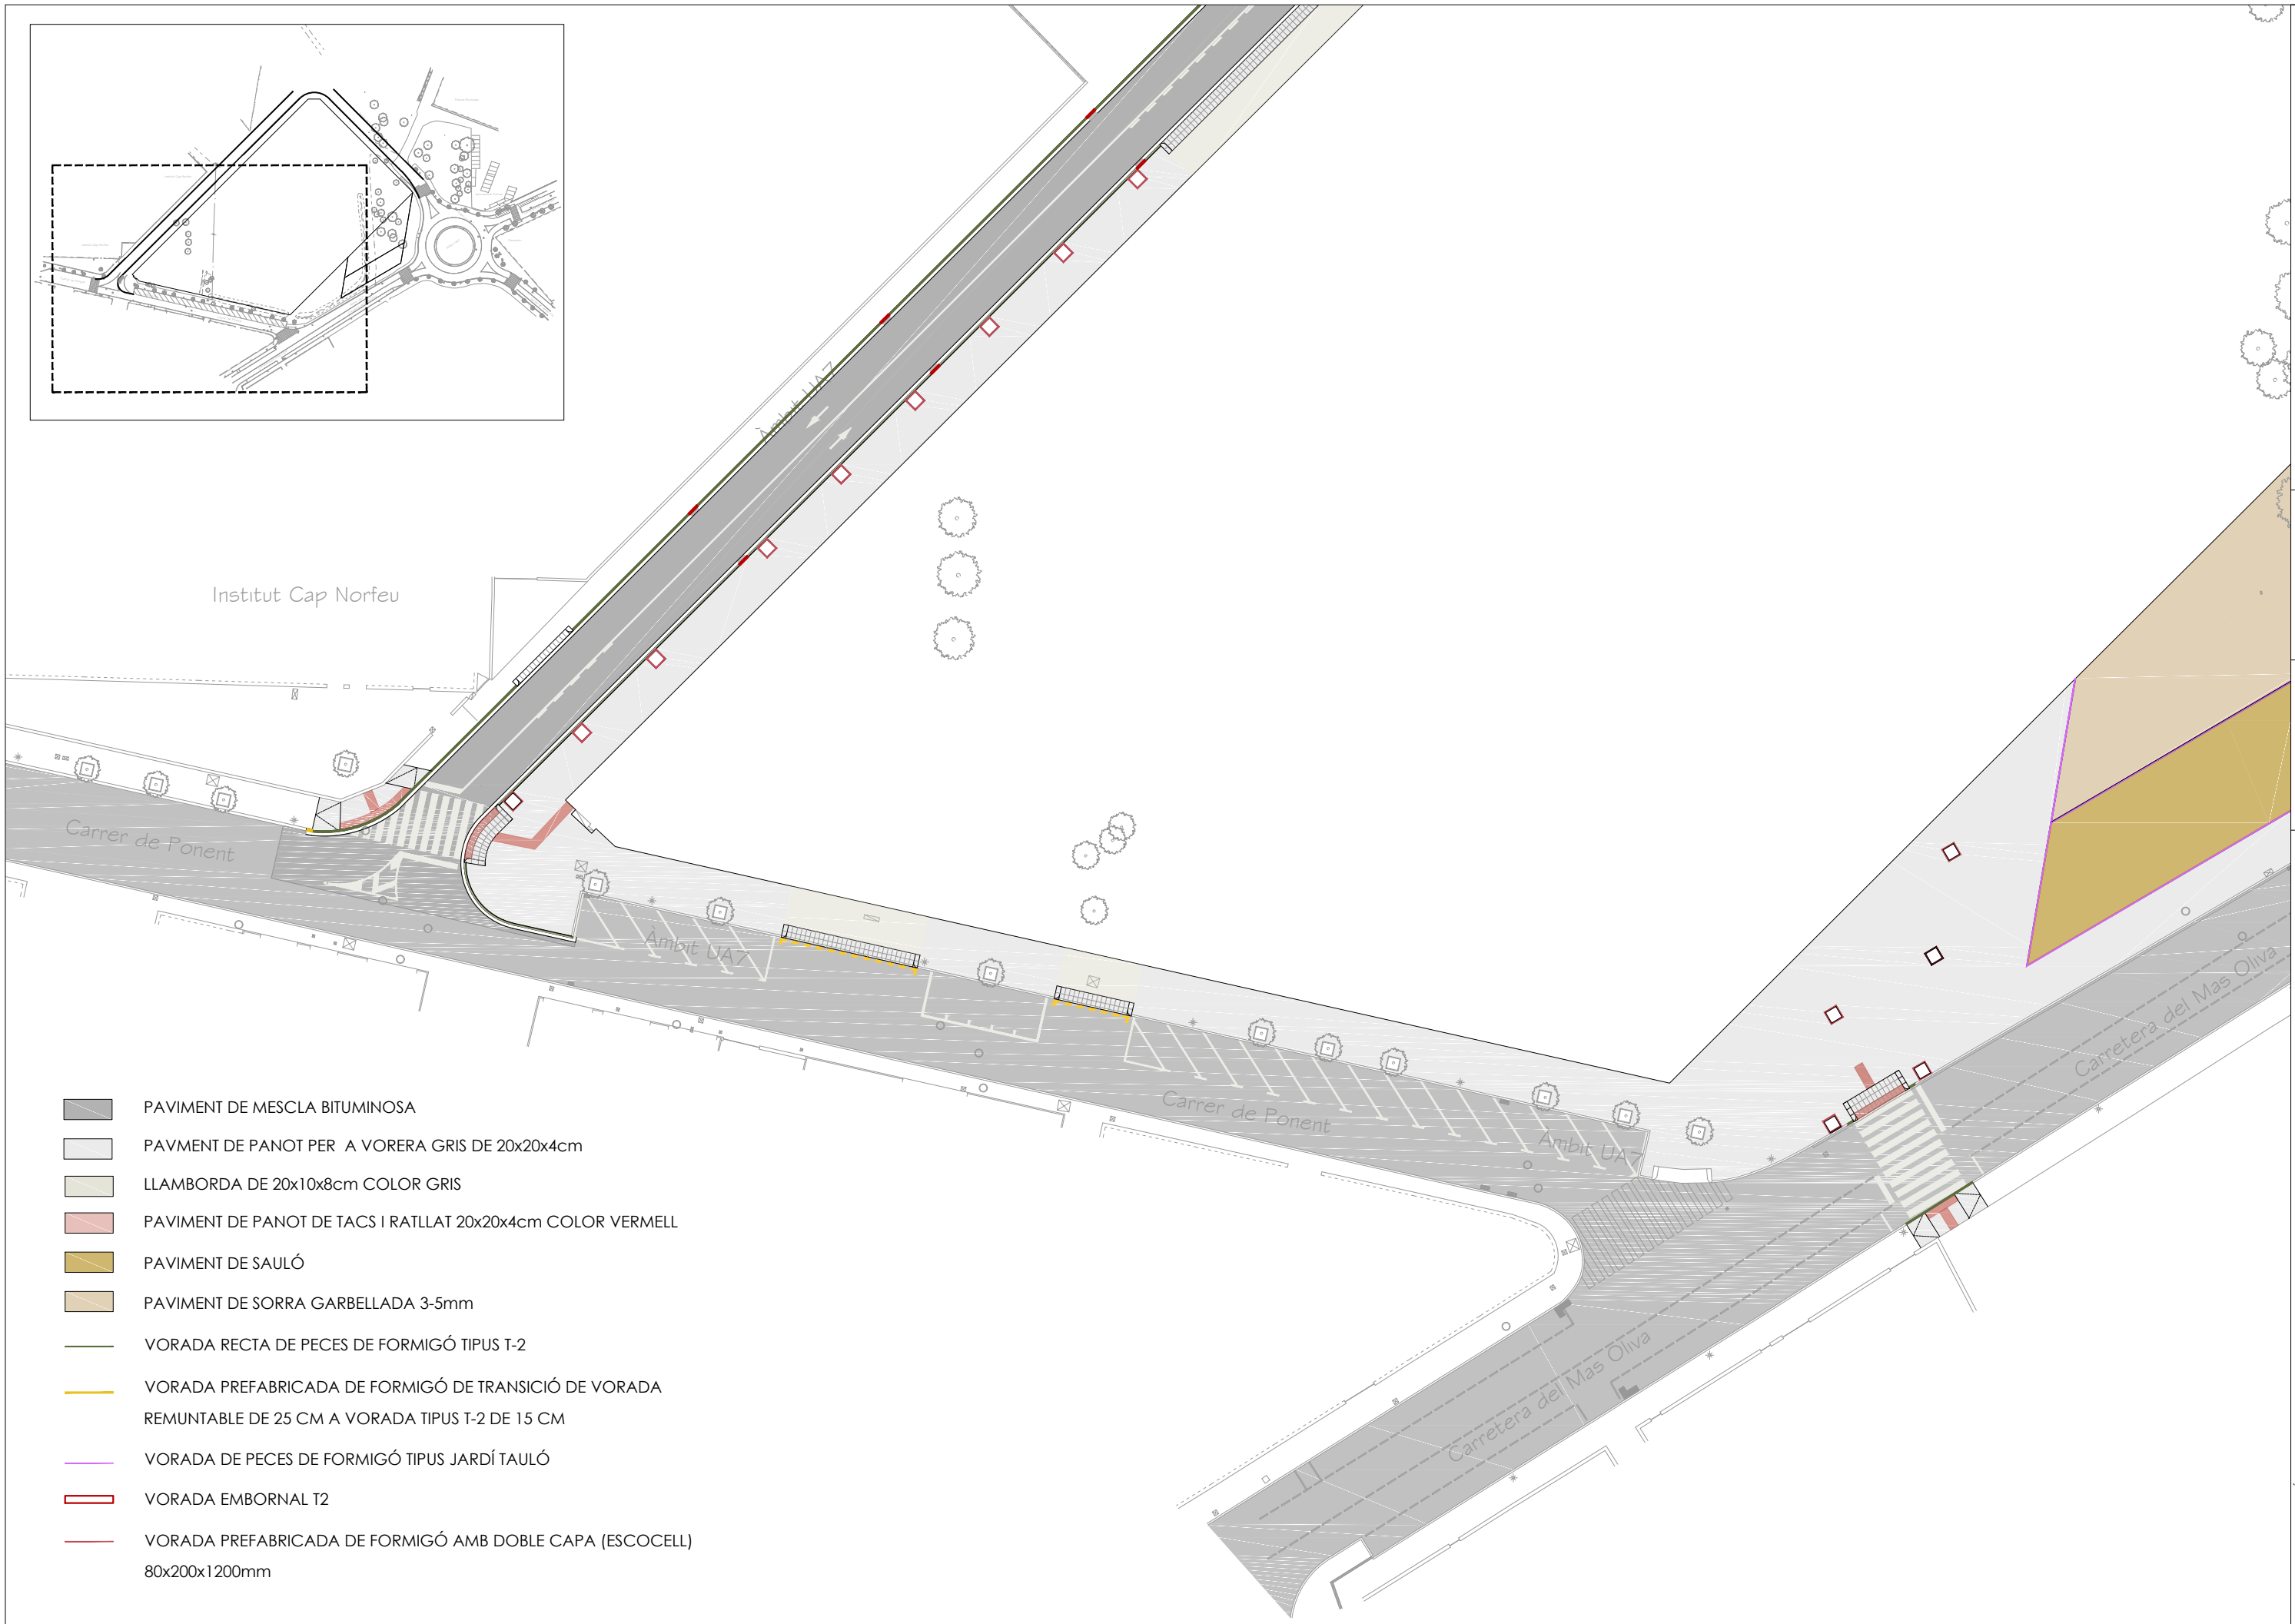 Àmbit UA7
Institut Cap Norfeu
Carrer de Ponent
Àmbit UA7
Carrer de Ponent
Àmbit UA7
Carretera del Mas Oliva
Carretera del Mas Oliva
PAVIMENT DE MESCLA BITUMINOSA
PAVMENT DE PANOT PER A VORERA GRIS DE 20x20x4cm
LLAMBORDA DE 20x10x8cm COLOR GRIS
PAVIMENT DE PANOT DE TACS I RATLLAT 20x20x4cm COLOR VERMELL
PAVIMENT DE SAULÓ
PAVIMENT DE SORRA GARBELLADA 3-5mm
VORADA RECTA DE PECES DE FORMIGÓ TIPUS T-2
VORADA PREFABRICADA DE FORMIGÓ DE TRANSICIÓ DE VORADA
REMUNTABLE DE 25 CM A VORADA TIPUS T-2 DE 15 CM
VORADA DE PECES DE FORMIGÓ TIPUS JARDÍ TAULÓ
VORADA EMBORNAL T2
VORADA PREFABRICADA DE FORMIGÓ AMB DOBLE CAPA (ESCOCELL)
80x200x1200mm